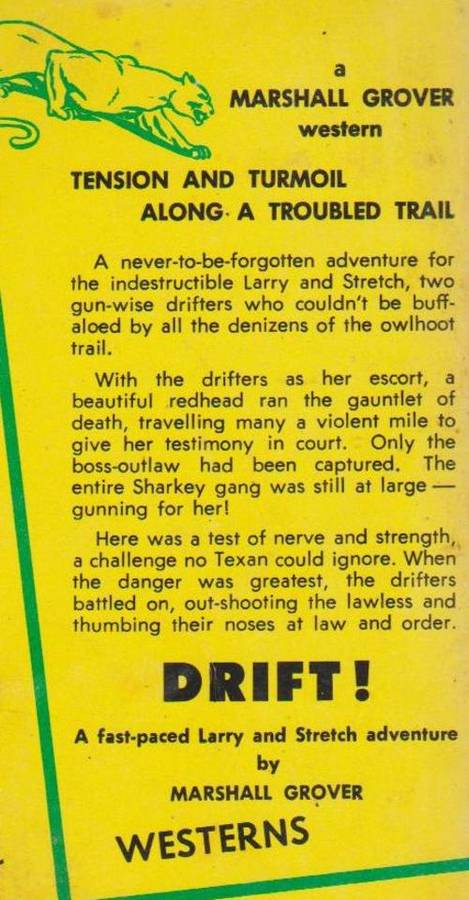 a
MARSHALL GROVER
western
TENSION AND TURMOIL
ALONG A TROUBLED TRAIL
A never-to-be-forgotten adventure for
the indestructible Larry and Stretch, two
gun-wise drifters who couldn't be buff-
aloed by all the denizens of the owlhoot
trail.
With the drifters as her escort, a
beautiful redhead ran the gauntlet of
death, travelling many a violent mile to
give her testimony in court. Only the
boss-outlaw had been captured. The
entire Sharkey gang was still at large —
gunning for her!
Here was a test of nerve and strength,
a challenge no Texan could ignore. When
the danger was greatest, the drifters
battled on, out-shooting the lawless and
thumbing their noses at law and order.
DRIFT!
A fast-paced Larry and Stretch adventure
by
MARSHALL GROVER
WESTERNS